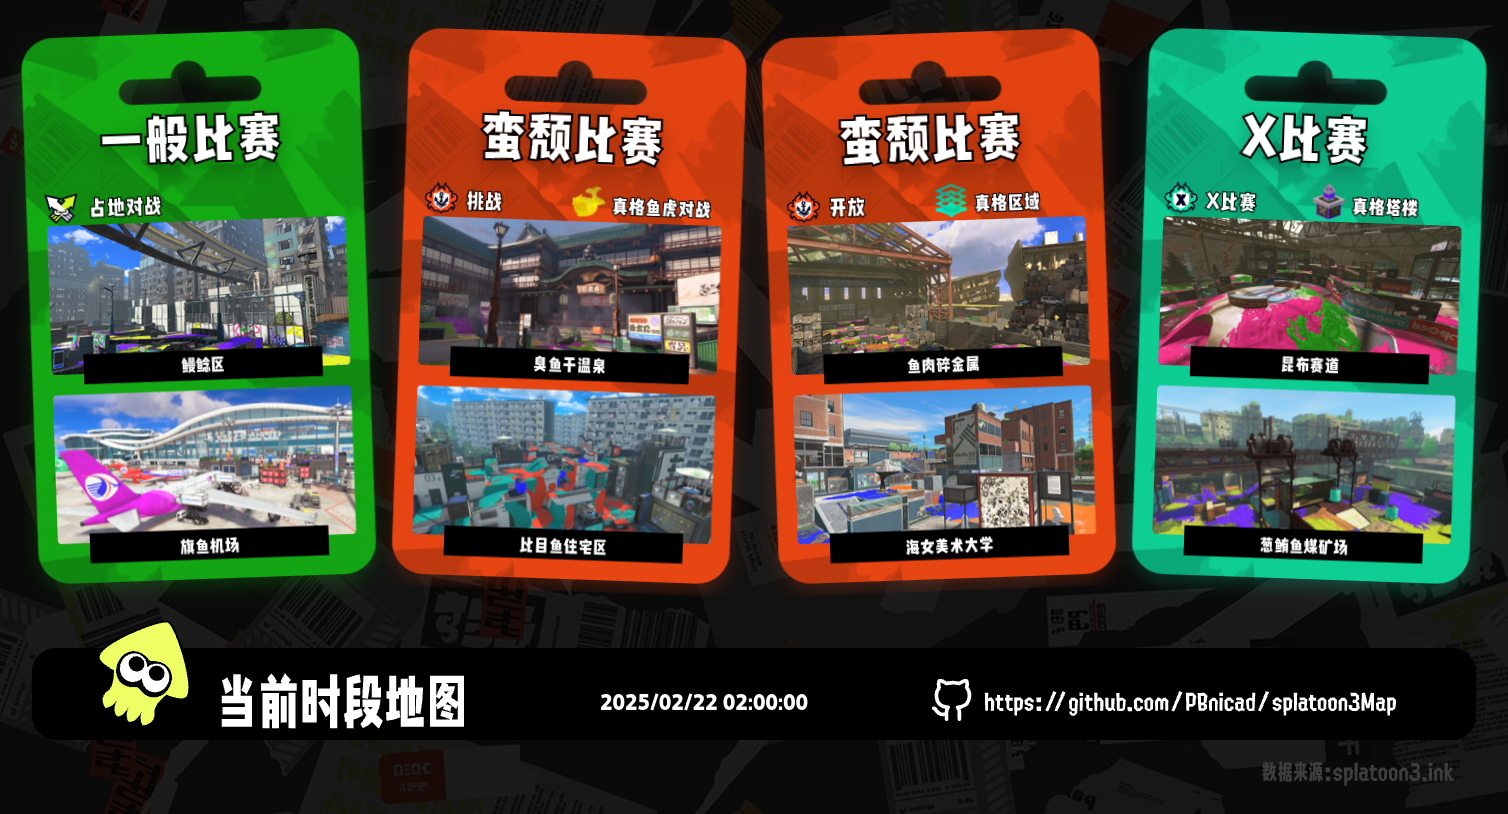 一般比赛
占地对战
鳗鲶区
旗鱼机场
蛮颓比赛
挑战
真格鱼虎对战
臭鱼干温泉
比目鱼住宅区
蛮颓比赛
开放
真格区域
鱼肉碎金属
海女美术大学
X比赛
X比赛
真格塔楼
昆布赛道
葱鲔鱼煤矿场
当前时段地图
2025/02/22 02:00:00
https://github.com/PBnicad/splatoon3Map
数据来源:splatoon3.ink